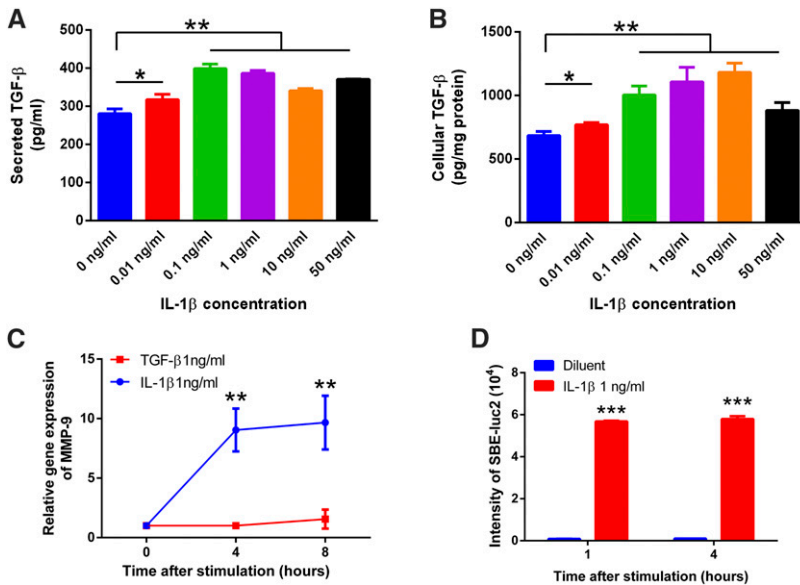 A
**
*
500
400
300
200
100
0
Secreted TGF-β
(pg/ml)
0 ng/ml
0.01 ng/ml
0.1 ng/ml
1 ng/ml
10 ng/ml
50 ng/ml
IL-1β concentration
B
**
*
1500
1000
500
0
Cellular TGF-β
(pg/mg protein)
0 ng/ml
0.01 ng/ml
0.1 ng/ml
1 ng/ml
10 ng/ml
50 ng/ml
IL-1β concentration
C
TGF-β1ng/ml
IL-1β1ng/ml
**
**
15
10
5
0
Relative gene expression
of MMP-9
0
4
8
Time after stimulation (hours)
D
Diluent
IL-1β 1 ng/ml
***
***
8
6
4
2
0
Intensity of SBE-luc2 (10⁴)
1
4
Time after stimulation (hours)